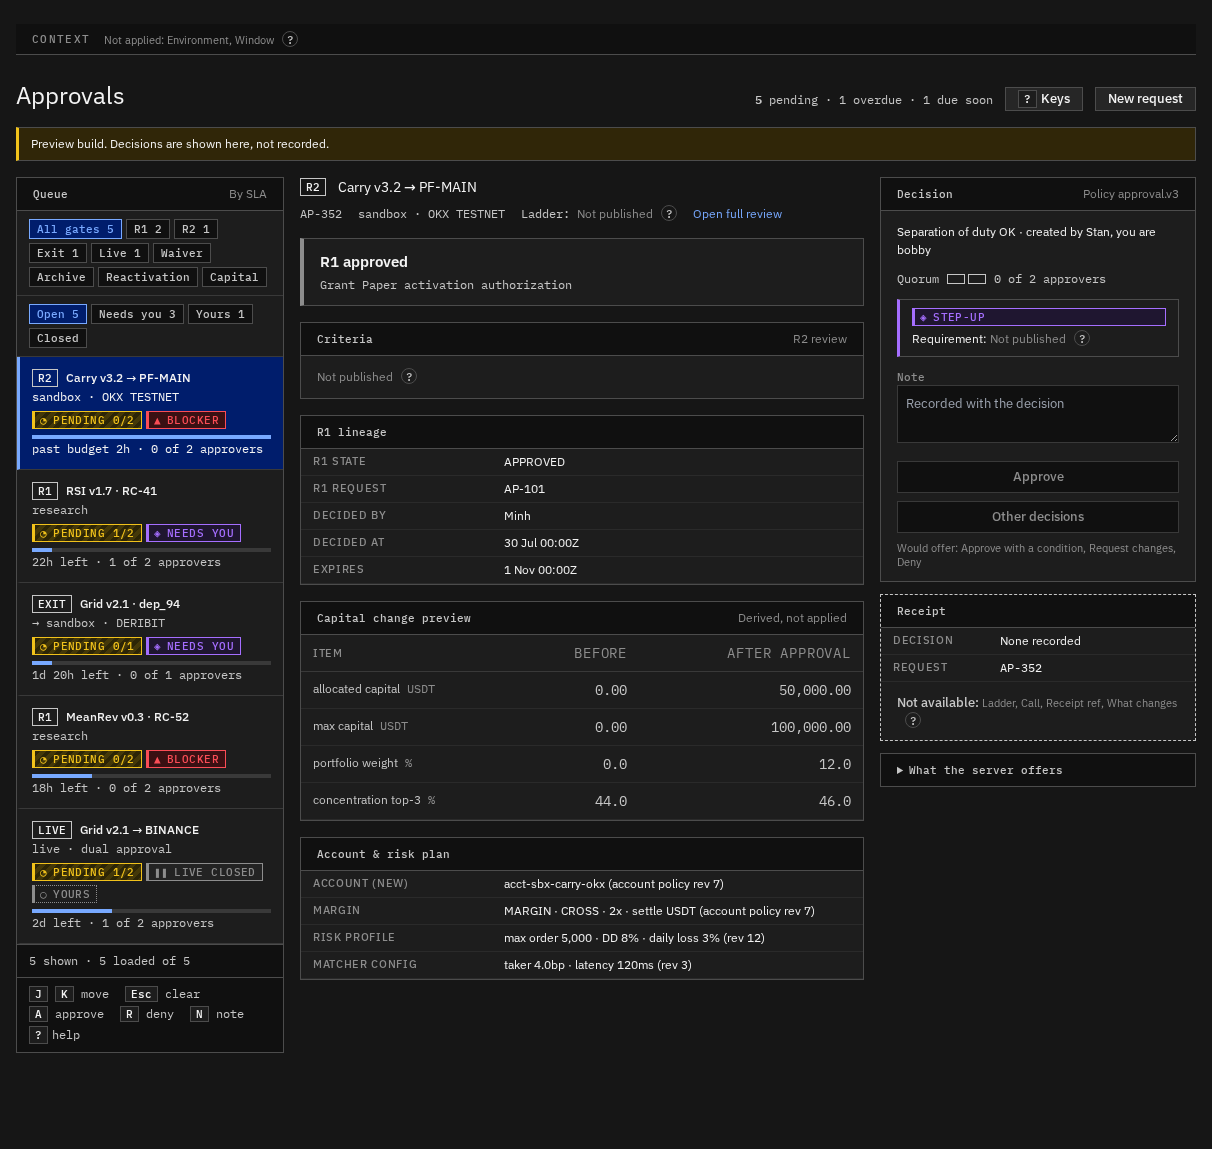 CONTEXT Not applied: Environment, Window ?
Approvals
5 pending · 1 overdue · 1 due soon
? Keys
New request
Preview build. Decisions are shown here, not recorded.
Queue By SLA
All gates 5 R1 2 R2 1
Exit 1 Live 1 Waiver
Archive Reactivation Capital
Open 5 Needs you 3 Yours 1
Closed
R2 Carry v3.2 → PF-MAIN
sandbox · OKX TESTNET
◔ PENDING 0/2 ▲ BLOCKER
past budget 2h · 0 of 2 approvers
R1 RSI v1.7 · RC-41
research
◔ PENDING 1/2 ◈ NEEDS YOU
22h left · 1 of 2 approvers
EXIT Grid v2.1 · dep_94
→ sandbox · DERIBIT
◔ PENDING 0/1 ◈ NEEDS YOU
1d 20h left · 0 of 1 approvers
R1 MeanRev v0.3 · RC-52
research
◔ PENDING 0/2 ▲ BLOCKER
18h left · 0 of 2 approvers
LIVE Grid v2.1 → BINANCE
live · dual approval
◔ PENDING 1/2 ❚❚ LIVE CLOSED
○ YOURS
2d left · 1 of 2 approvers
5 shown · 5 loaded of 5
J K move Esc clear
A approve R deny N note
? help
R2 Carry v3.2 → PF-MAIN
AP-352 sandbox · OKX TESTNET Ladder: Not published ? Open full review
R1 approved
Grant Paper activation authorization
Criteria R2 review
Not published ?
R1 lineage
R1 STATE APPROVED
R1 REQUEST AP-101
DECIDED BY Minh
DECIDED AT 30 Jul 00:00Z
EXPIRES 1 Nov 00:00Z
Capital change preview Derived, not applied
ITEM BEFORE AFTER APPROVAL
allocated capital USDT 0.00 50,000.00
max capital USDT 0.00 100,000.00
portfolio weight % 0.0 12.0
concentration top-3 % 44.0 46.0
Account & risk plan
ACCOUNT (NEW) acct-sbx-carry-okx (account policy rev 7)
MARGIN MARGIN · CROSS · 2x · settle USDT (account policy rev 7)
RISK PROFILE max order 5,000 · DD 8% · daily loss 3% (rev 12)
MATCHER CONFIG taker 4.0bp · latency 120ms (rev 3)
Decision Policy approval.v3
Separation of duty OK · created by Stan, you are
bobby
Quorum 0 of 2 approvers
◈ STEP-UP
Requirement: Not published ?
Note
Recorded with the decision
Approve
Other decisions
Would offer: Approve with a condition, Request changes,
Deny
Receipt
DECISION None recorded
REQUEST AP-352
Not available: Ladder, Call, Receipt ref, What changes
?
▶ What the server offers